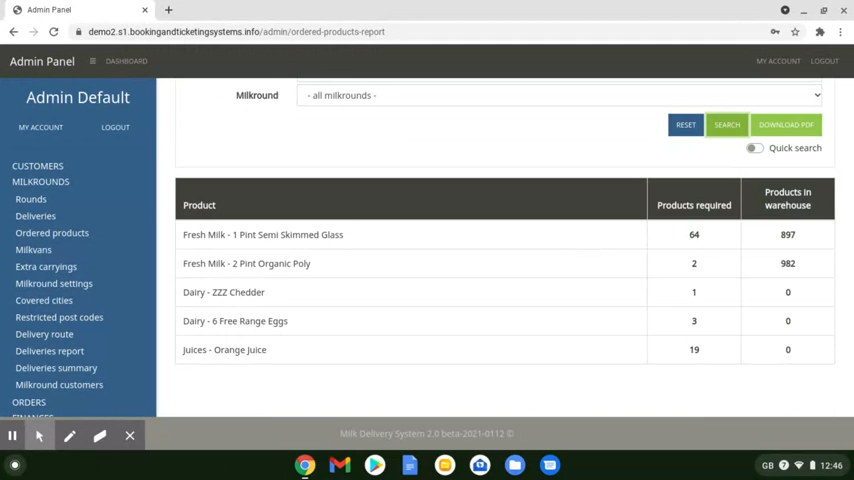 Admin Panel
demo2.s1.bookingandticketingsystems.info/admin/ordered-products-report
Admin Panel
DASHBOARD
MY ACCOUNT
LOGOUT
Admin Default
MY ACCOUNT
LOGOUT
CUSTOMERS
MILKROUNDS
Rounds
Deliveries
Ordered products
Milkvans
Extra carryings
Milkround settings
Covered cities
Restricted post codes
Delivery route
Deliveries report
Deliveries summary
Milkround customers
ORDERS
FINANCES
Milkround
- all milkrounds -
RESET
SEARCH
DOWNLOAD PDF
Quick search
Product
Products required
Products in
warehouse
Fresh Milk - 1 Pint Semi Skimmed Glass 64 897
Fresh Milk - 2 Pint Organic Poly 2 982
Dairy - ZZZ Chedder 1 0
Dairy - 6 Free Range Eggs 3 0
Juices - Orange Juice 19 0
Milk Delivery System 2.0 beta-2021-0112 ©
GB
12:46